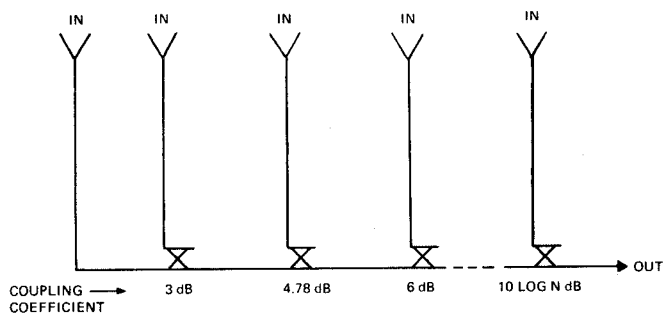 IN IN IN IN IN
OUT
COUPLING
COEFFICIENT
3 dB 4.78 dB 6 dB 10 LOG N dB